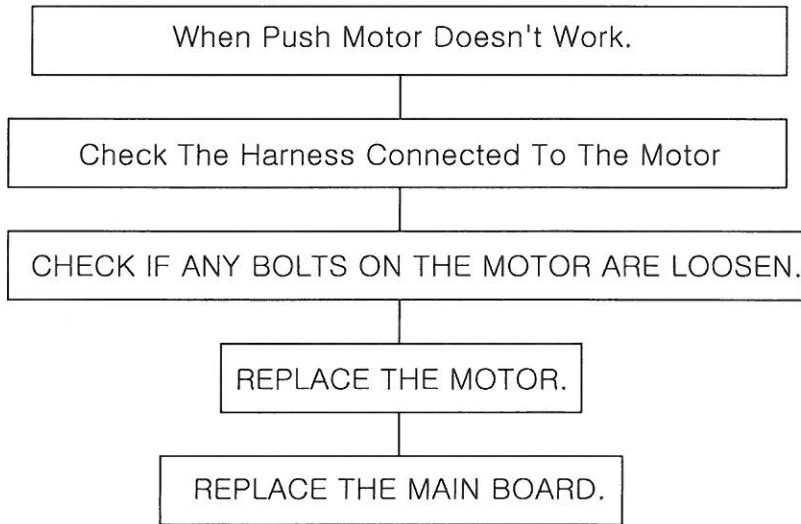 When Push Motor Doesn't Work.
Check The Harness Connected To The Motor
CHECK IF ANY BOLTS ON THE MOTOR ARE LOOSEN.
REPLACE THE MOTOR.
REPLACE THE MAIN BOARD.